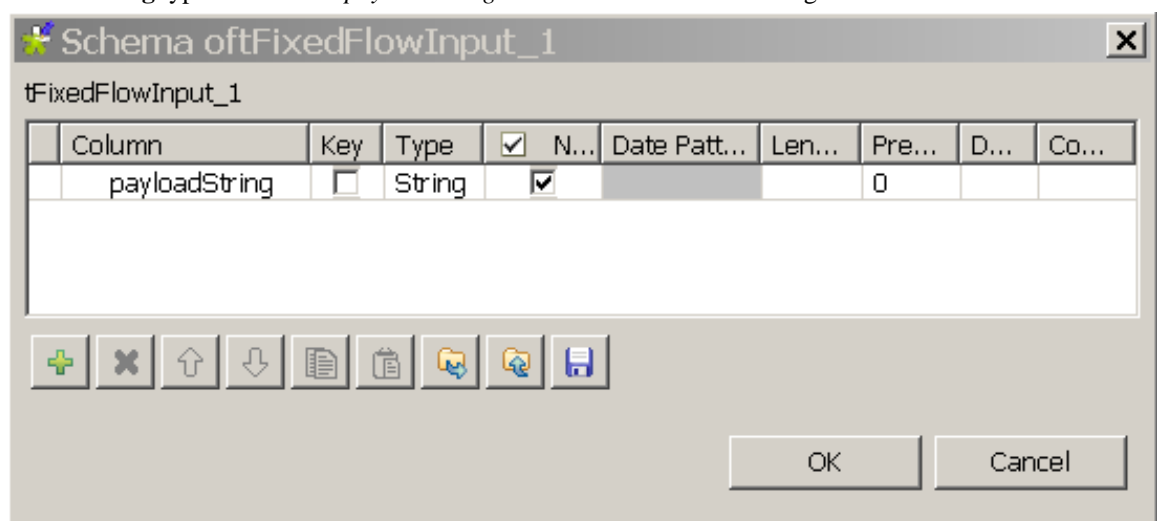 Schema oftFixedFlowInput_1
tFixedFlowInput_1
Column Key Type N... Date Patt... Len... Pre... D... Co...
payloadString String 0
OK Cancel